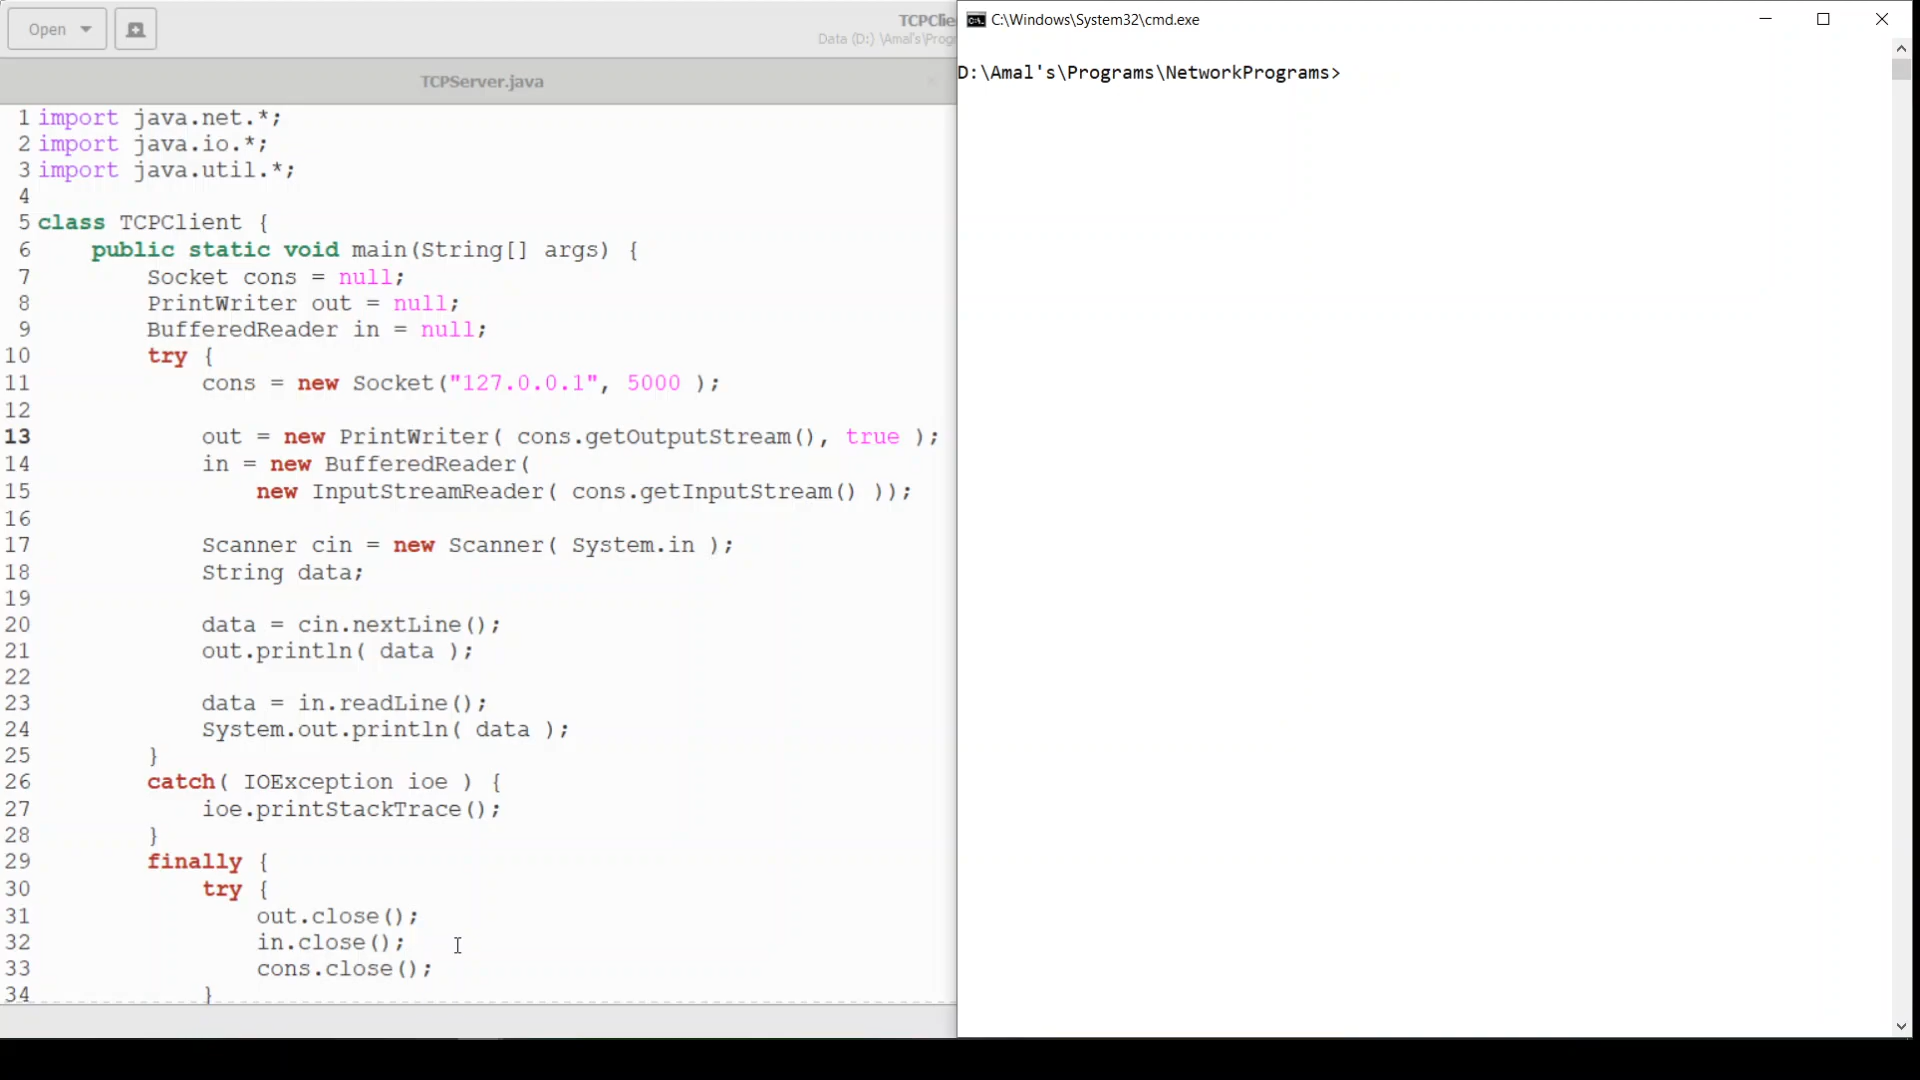 Open
TCPClie
Data (D:) \Amal's\Progr
TCPServer.java
1 import java.net.*;
2 import java.io.*;
3 import java.util.*;
4
5 class TCPClient {
6 public static void main(String[] args) {
7 Socket cons = null;
8 PrintWriter out = null;
9 BufferedReader in = null;
10 try {
11 cons = new Socket("127.0.0.1", 5000 );
12
13 out = new PrintWriter( cons.getOutputStream(), true );
14 in = new BufferedReader(
15 new InputStreamReader( cons.getInputStream() ));
16
17 Scanner cin = new Scanner( System.in );
18 String data;
19
20 data = cin.nextLine();
21 out.println( data );
22
23 data = in.readLine();
24 System.out.println( data );
25 }
26 catch( IOException ioe ) {
27 ioe.printStackTrace();
28 }
29 finally {
30 try {
31 out.close();
32 in.close();
33 cons.close();
34 }
C:\Windows\System32\cmd.exe
D:\Amal's\Programs\NetworkPrograms>